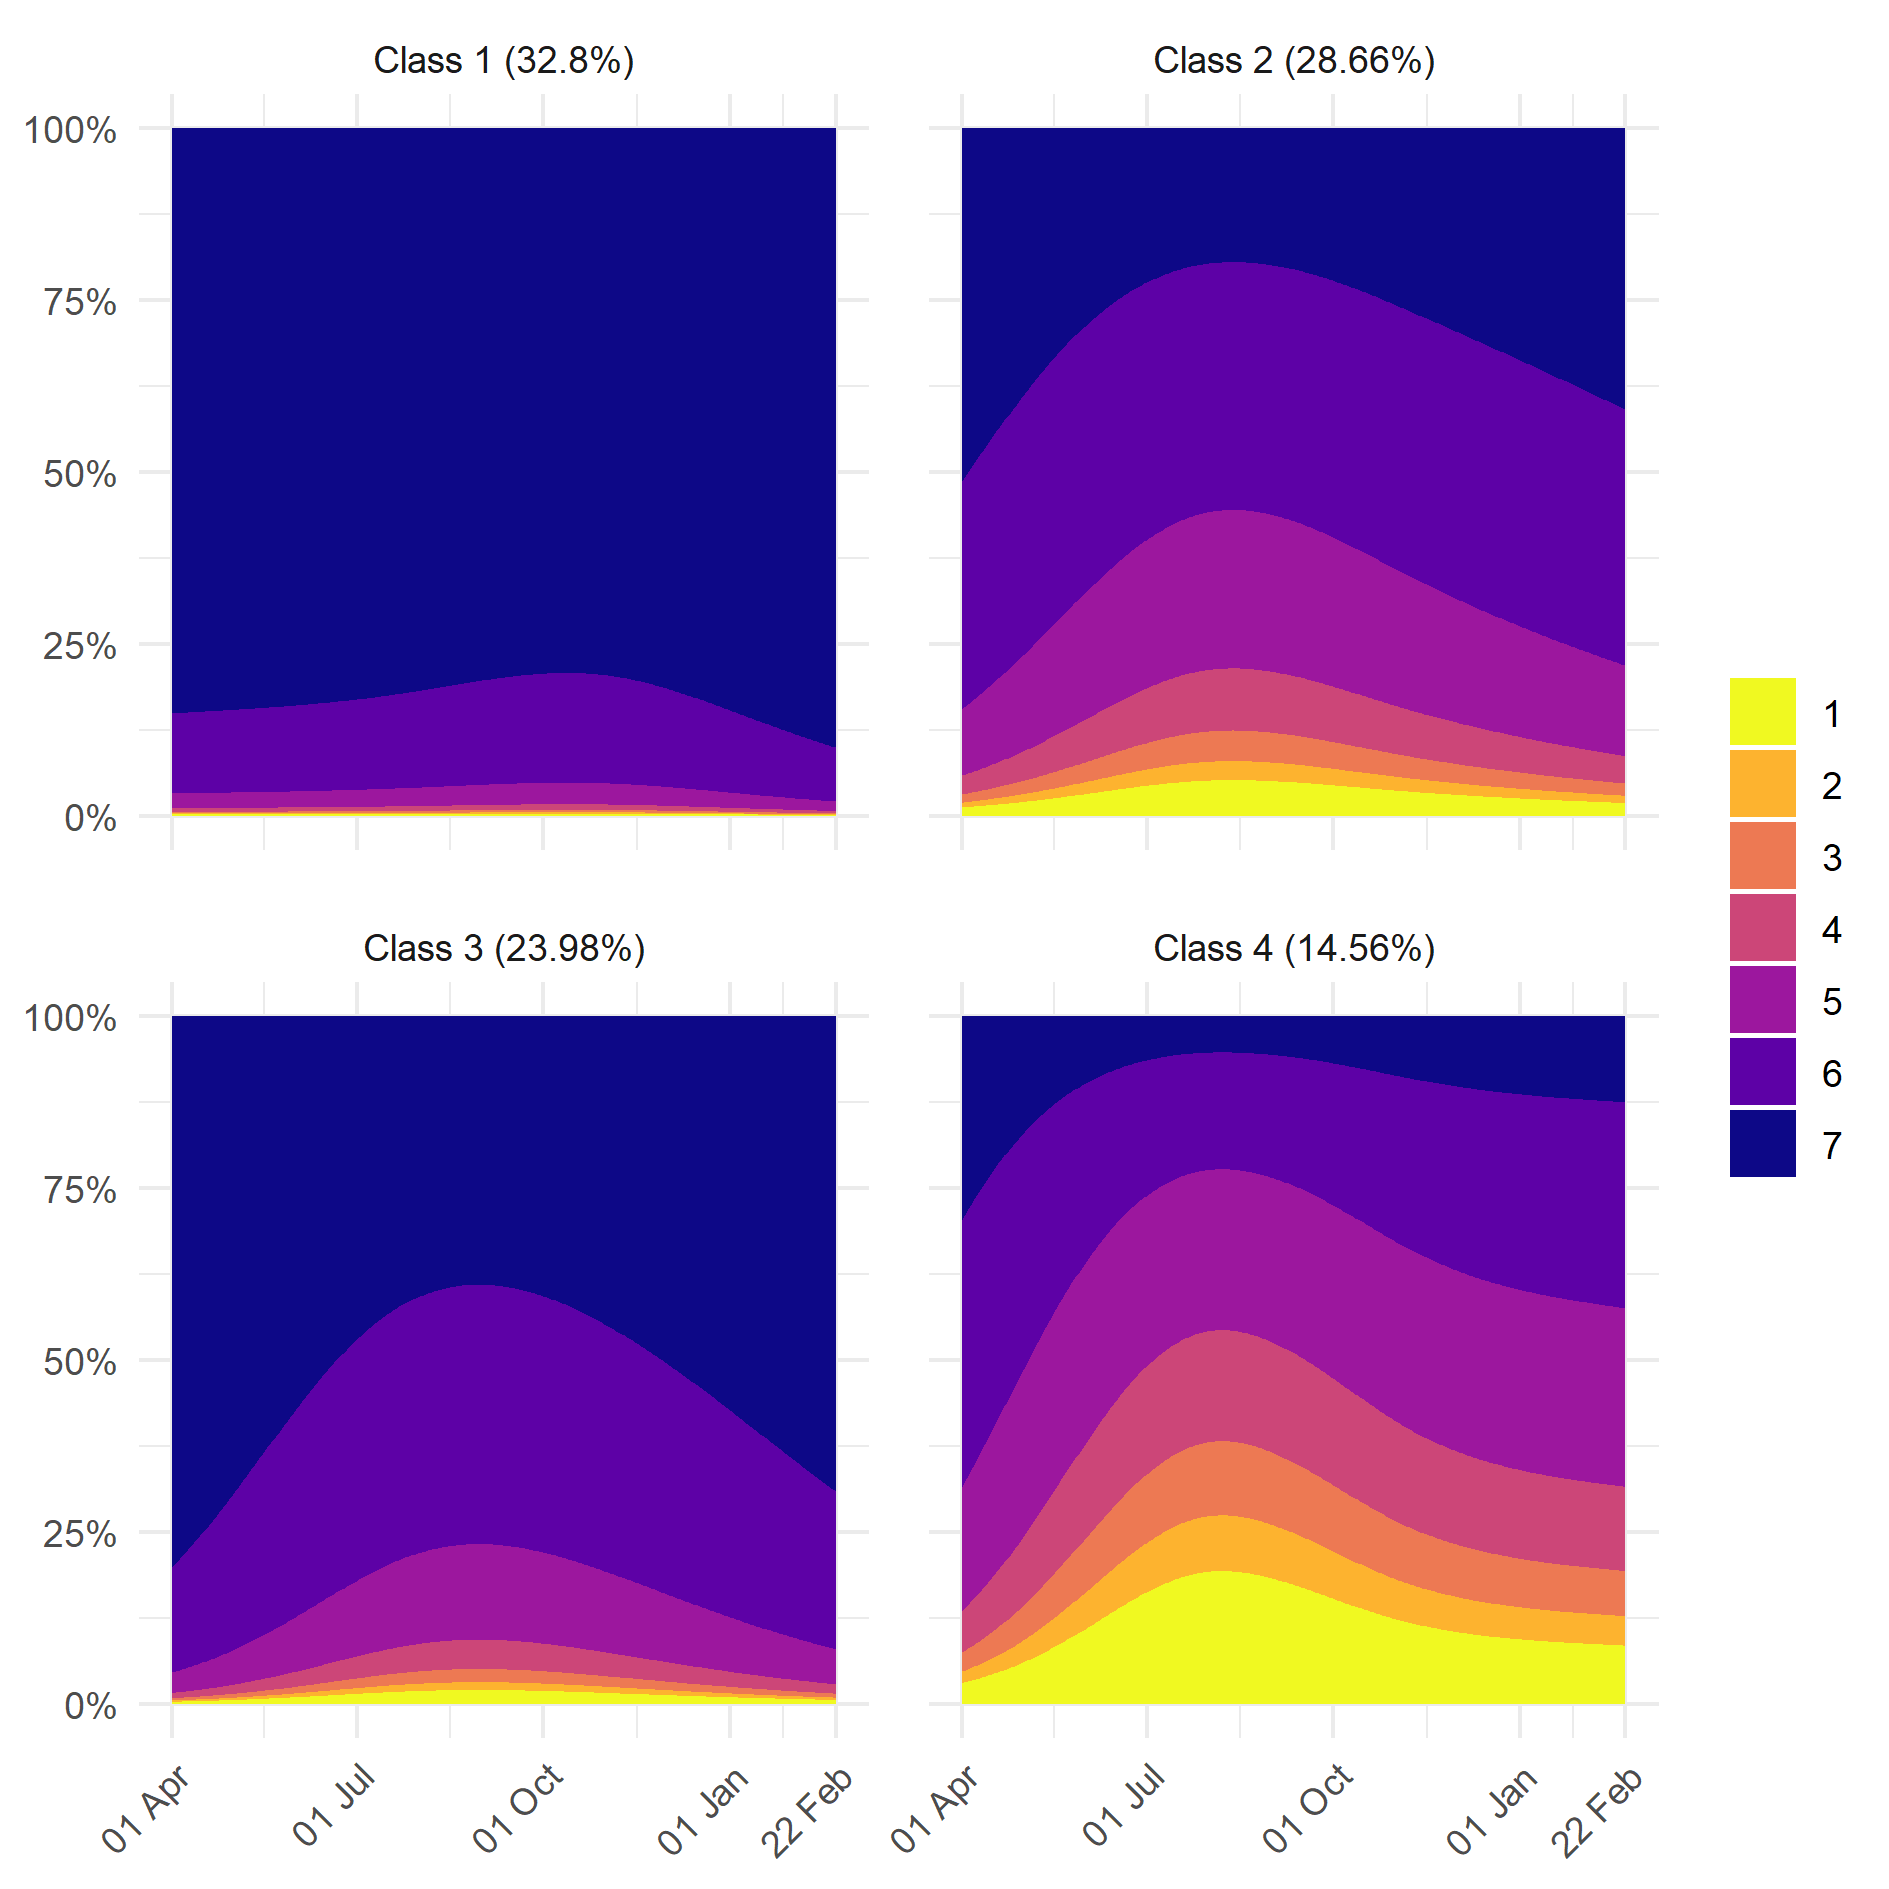 Class 1 (32.8%)
Class 2 (28.66%)
100%
75%
50%
25%
0%
Class 3 (23.98%)
Class 4 (14.56%)
100%
75%
50%
25%
0%
01 Apr
01 Jul
01 Oct
01 Jan
22 Feb
01 Apr
01 Jul
01 Oct
01 Jan
22 Feb
1
2
3
4
5
6
7